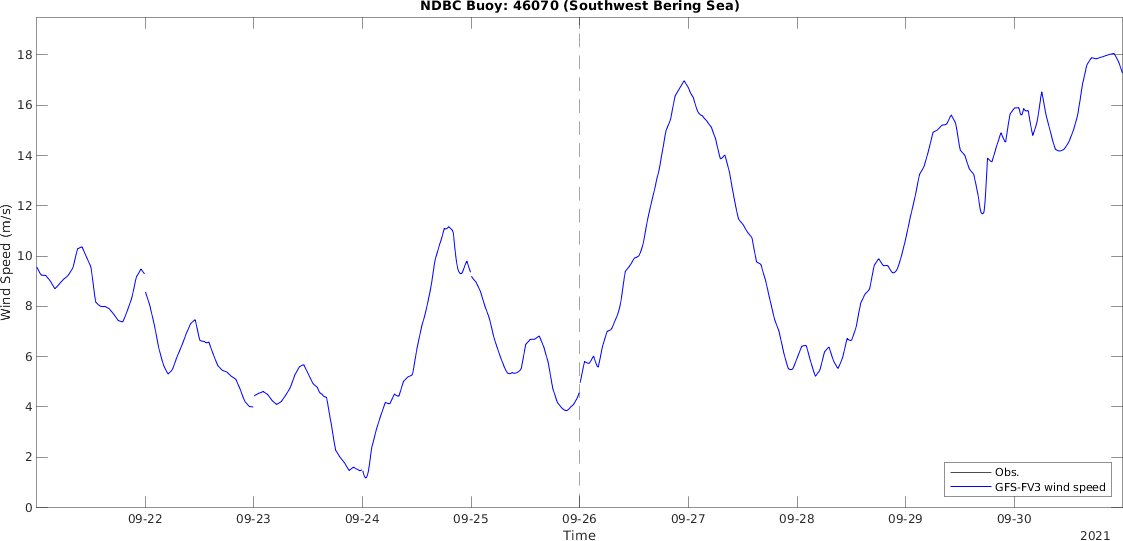 NDBC Buoy: 46070 (Southwest Bering Sea)
18
16
14
12
10
8
6
4
2
0
Wind Speed (m/s)
Obs.
GFS-FV3 wind speed
09-22 09-23 09-24 09-25 09-26 09-27 09-28 09-29 09-30
Time
2021